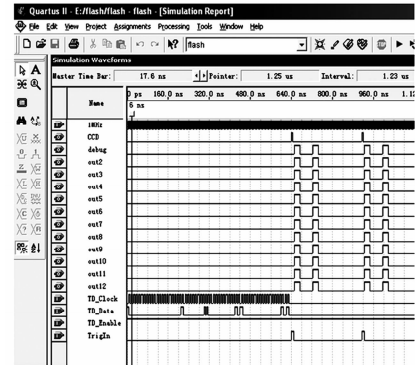 Quartus II - E:/flash/flash - flash - [Simulation Report]
File Edit View Project Assignments Processing Tools Window Help
flash
Simulation Waveforms
Master Time Bar: 17.6 ns Pointer: 1.25 us Interval: 1.23 us
Name
0 ps 160.0 ns 320.0 ns 480.0 ns 640.0 ns 800.0 ns 960.0 ns 1.12
6 ns
CCD
debug
out2
out3
out4
out5
out6
out7
out8
out9
out10
out11
out12
TD_Clock
TD_Data
TD_Enable
TrigIn